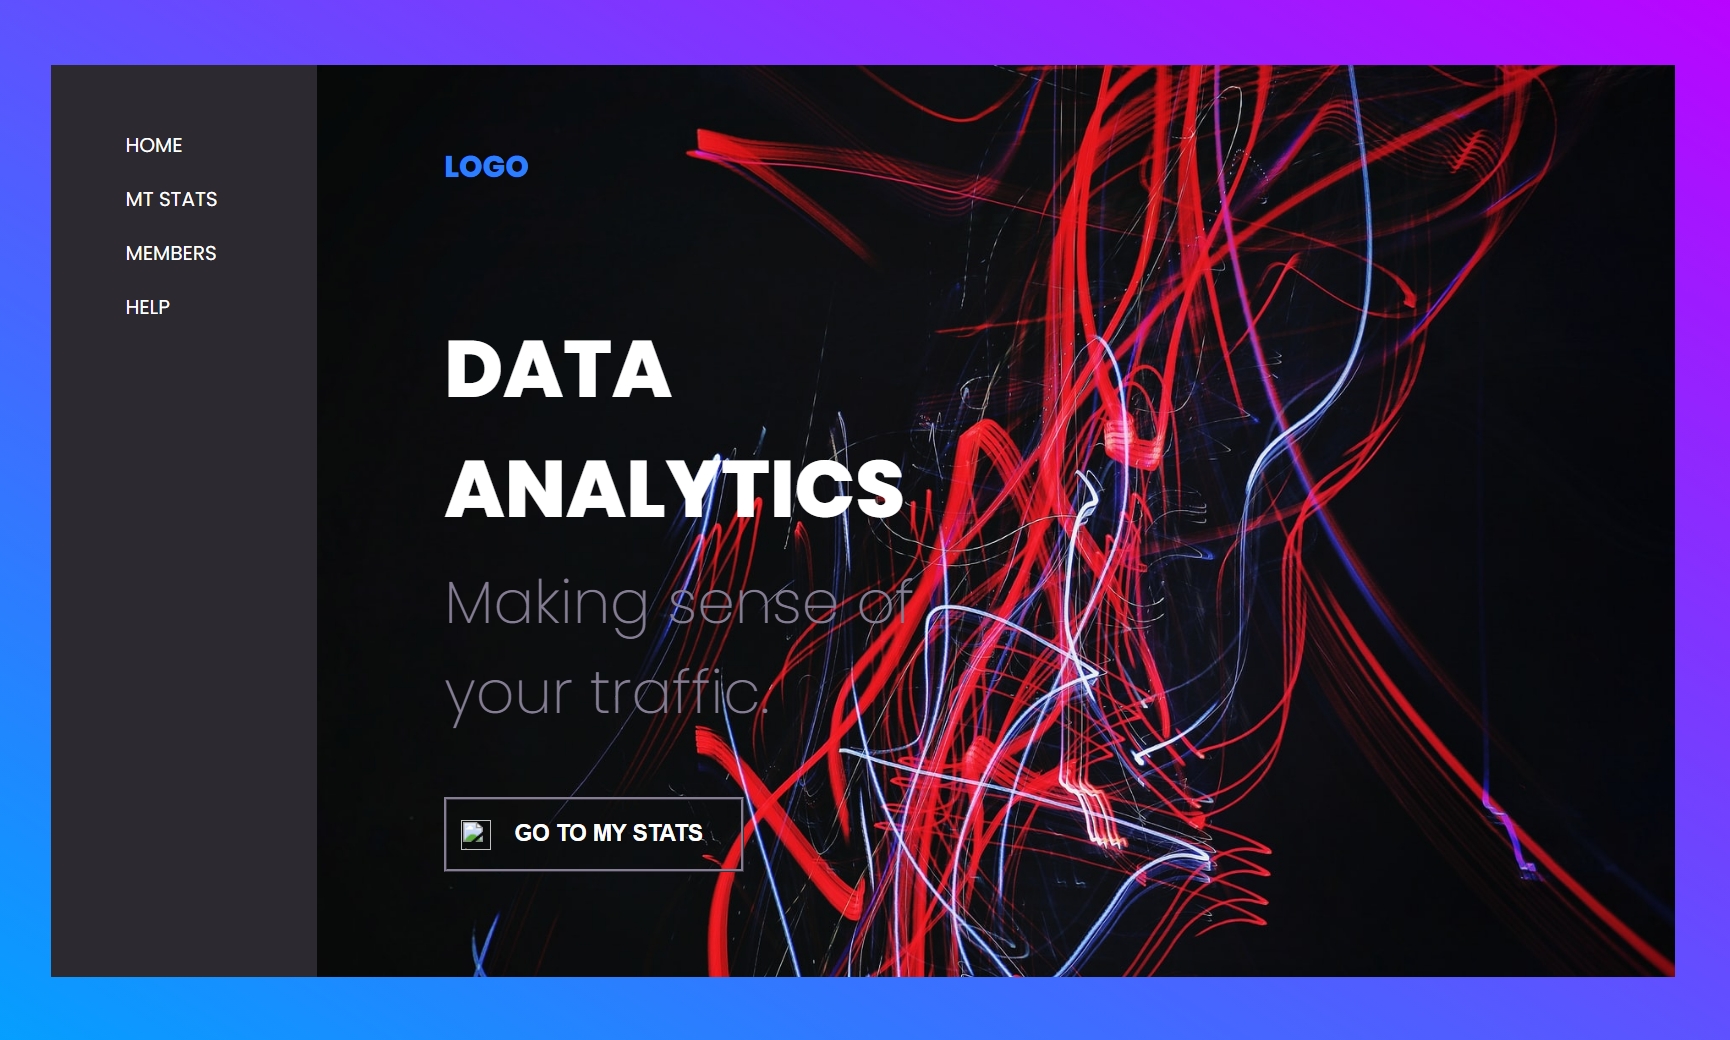 HOME
MT STATS
MEMBERS
HELP
LOGO
DATA
ANALYTICS
Making sense of
your traffic.
GO TO MY STATS